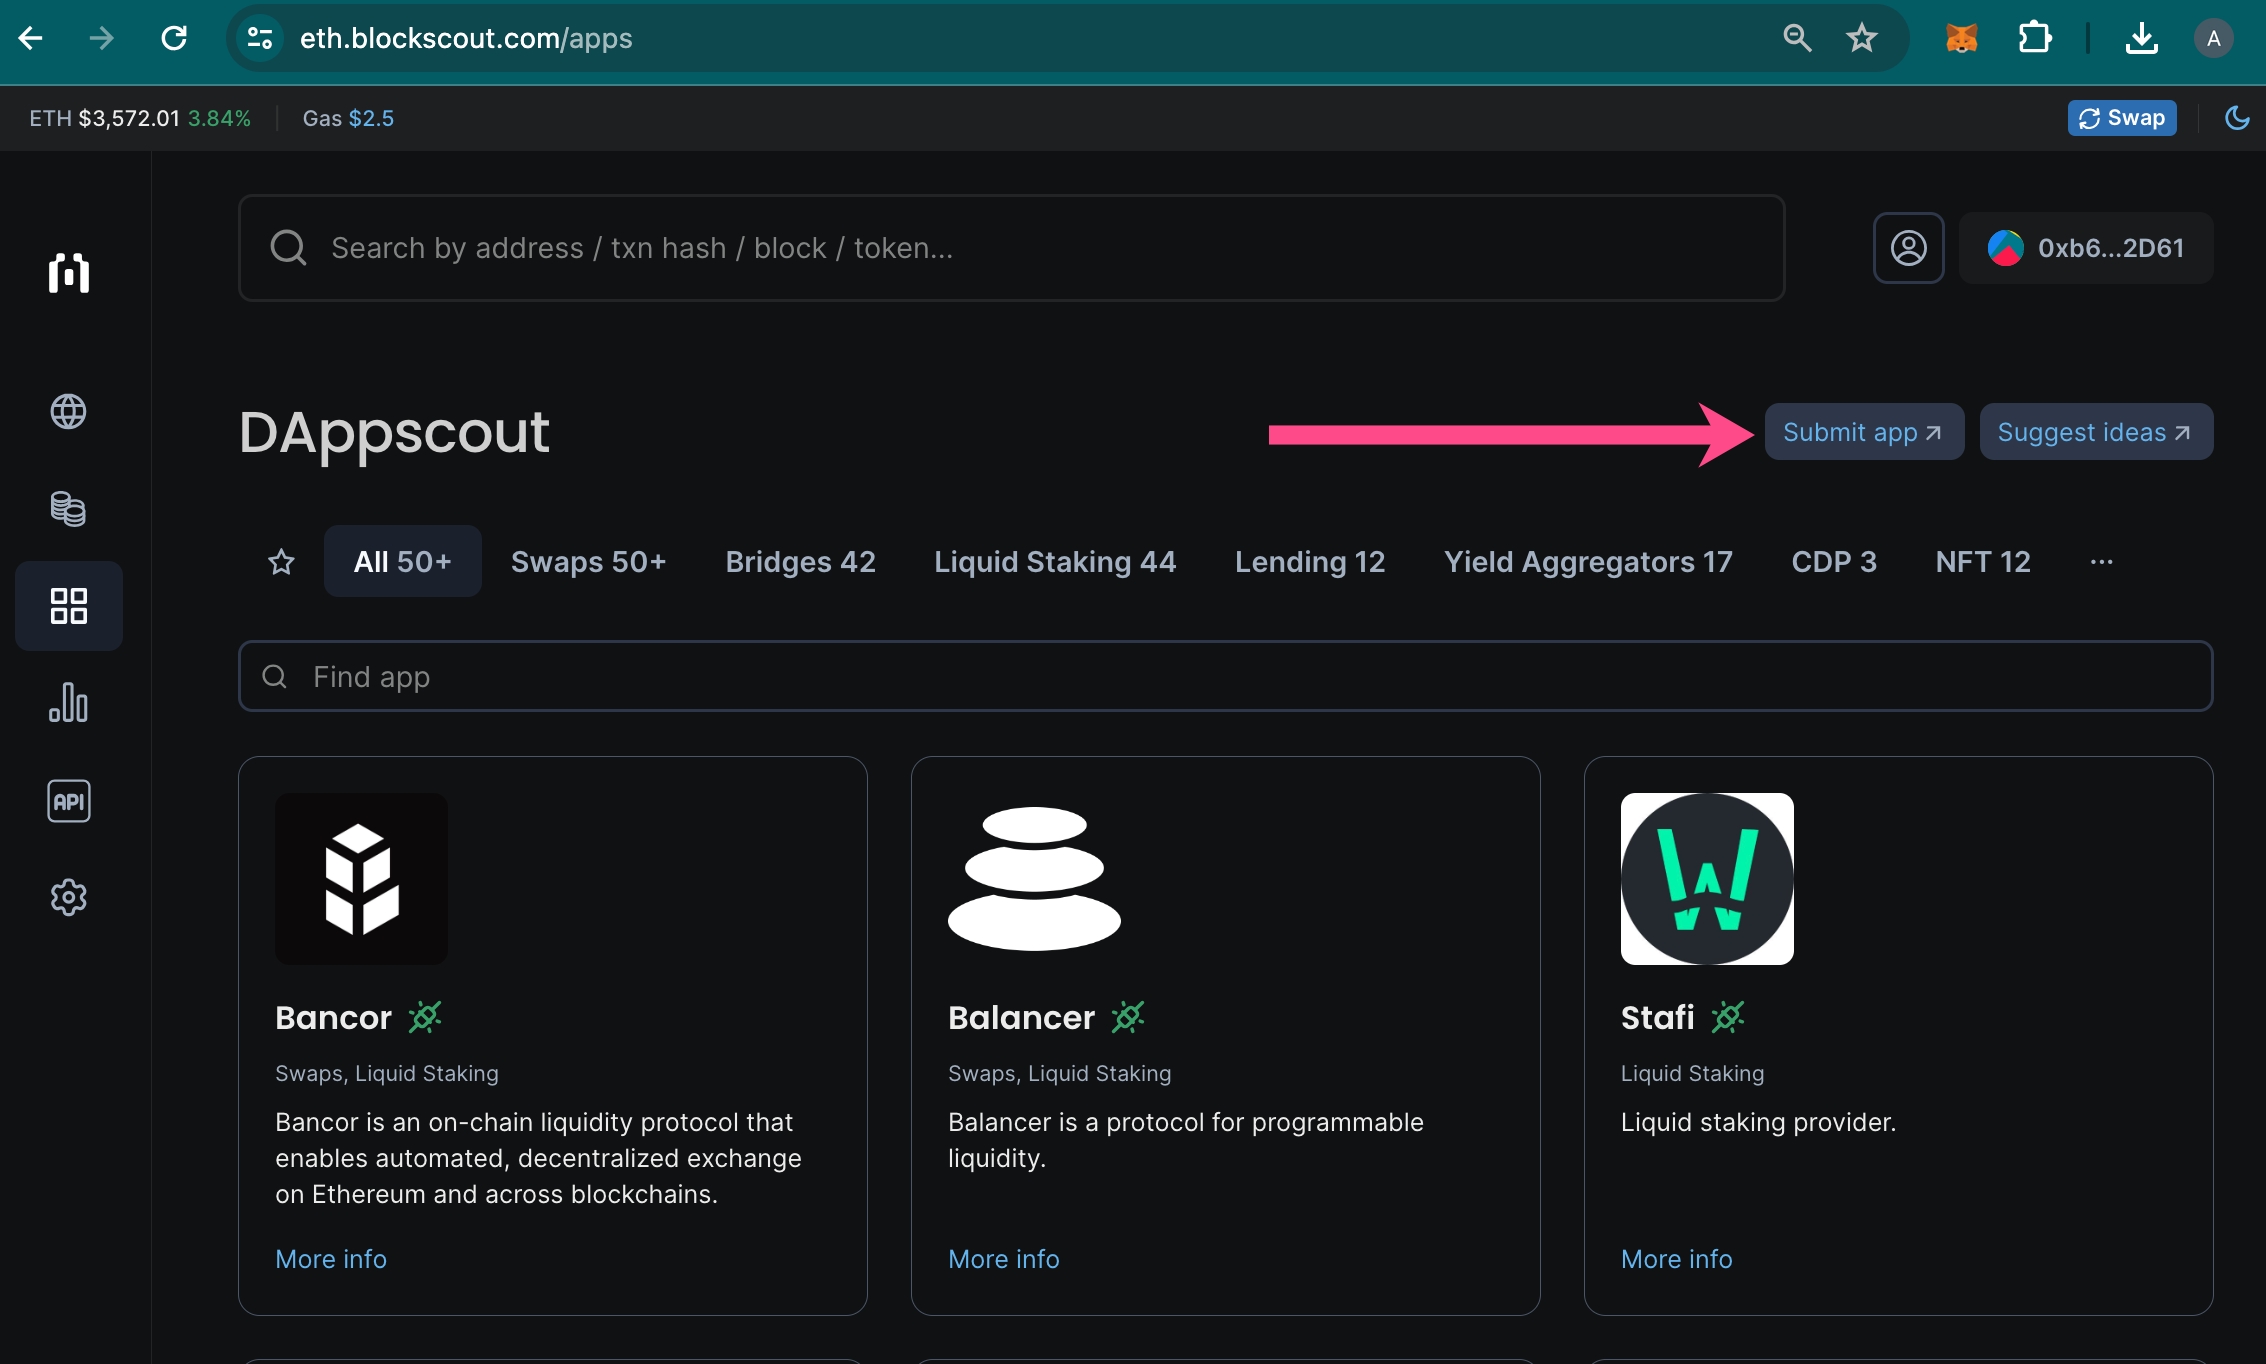 eth.blockscout.com/apps
A
ETH $3,572.01 3.84%
Gas $2.5
Swap
Search by address / txn hash / block / token...
0xb6...2D61
DAppscout
Submit app
Suggest ideas
All 50+
Swaps 50+
Bridges 42
Liquid Staking 44
Lending 12
Yield Aggregators 17
CDP 3
NFT 12
...
Find app
API
Bancor
Swaps, Liquid Staking
Bancor is an on-chain liquidity protocol that
enables automated, decentralized exchange
on Ethereum and across blockchains.
More info
Balancer
Swaps, Liquid Staking
Balancer is a protocol for programmable
liquidity.
More info
Stafi
Liquid Staking
Liquid staking provider.
More info